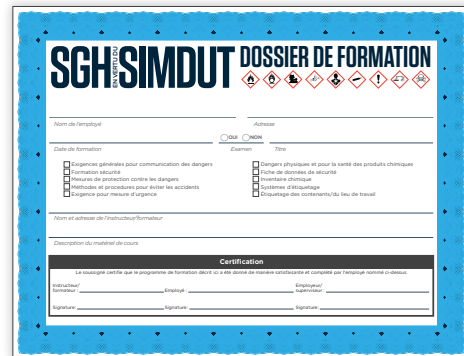 SGH EN VERTU DU SIMDUT DOSSIER DE FORMATION
Nom de l'employé Adresse
OUI NON
Date de formation Examen Titre
Exigences générales pour communication des dangers
Formation sécurité
Mesures de protection contre les dangers
Méthodes et procedures pour éviter les accidents
Exigence pour mesure d'urgence
Dangers physiques et pour la santé des produits chimiques
Fiche de données de sécurité
Inventaire chimique
Systèmes d'étiquetage
Étiquetage des contenants/du lieu de travail
Nom et adresse de l'instructeur/formateur
Description du matérel de cours
Certification
Le soussigné certifie que le programme de formation décrit ici a été donné de manière satisfaisante et complété par l'employé nommé ci-dessus.
Instructeur/
formateur : Employé : Employeur/
superviseur :
Signature: Signature: Signature: